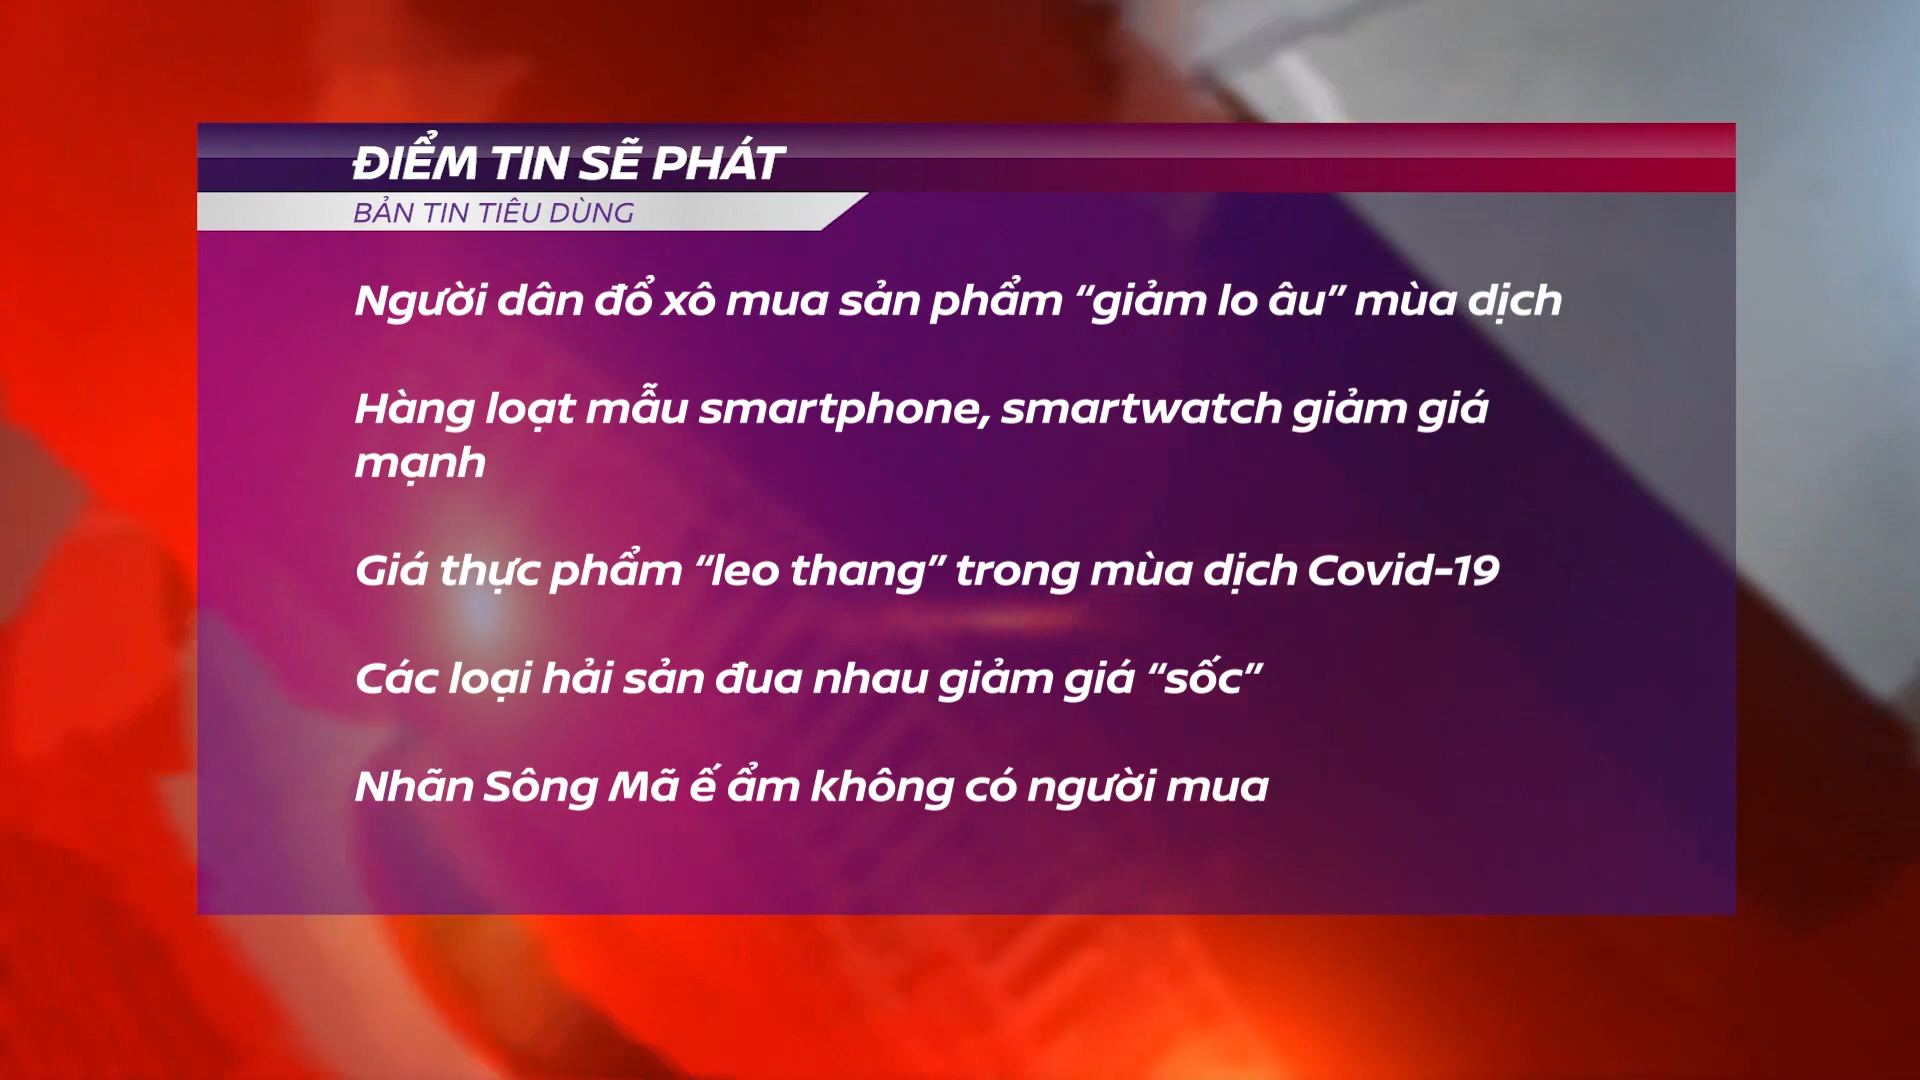 ĐIỂM TIN SẼ PHÁT
BẢN TIN TIÊU DÙNG
Người dân đổ xô mua sản phẩm “giảm lo âu” mùa dịch
Hàng loạt mẫu smartphone, smartwatch giảm giá
mạnh
Giá thực phẩm “leo thang” trong mùa dịch Covid-19
Các loại hải sản đua nhau giảm giá “sốc”
Nhãn Sông Mã ế ẩm không có người mua